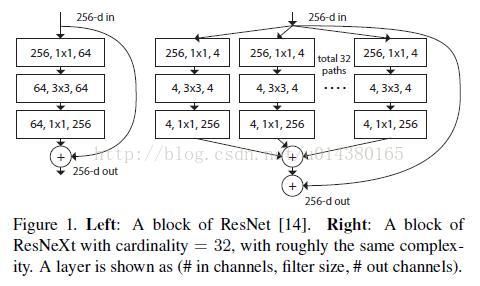 256-d in
256, 1x1, 64
64, 3x3, 64
64, 1x1, 256
+
256-d out
256-d in
256, 1x1, 4
256, 1x1, 4
total 32
paths
....
256, 1x1, 4
4, 3x3, 4
4, 3x3, 4
4, 3x3, 4
4, 1x1, 256
4, 1x1, 256
4, 1x1, 256
+
+
256-d out
http://blog.csdn.net/u014380165
Figure 1. Left: A block of ResNet [14]. Right: A block of
ResNeXt with cardinality = 32, with roughly the same complex-
ity. A layer is shown as (# in channels, filter size, # out channels).